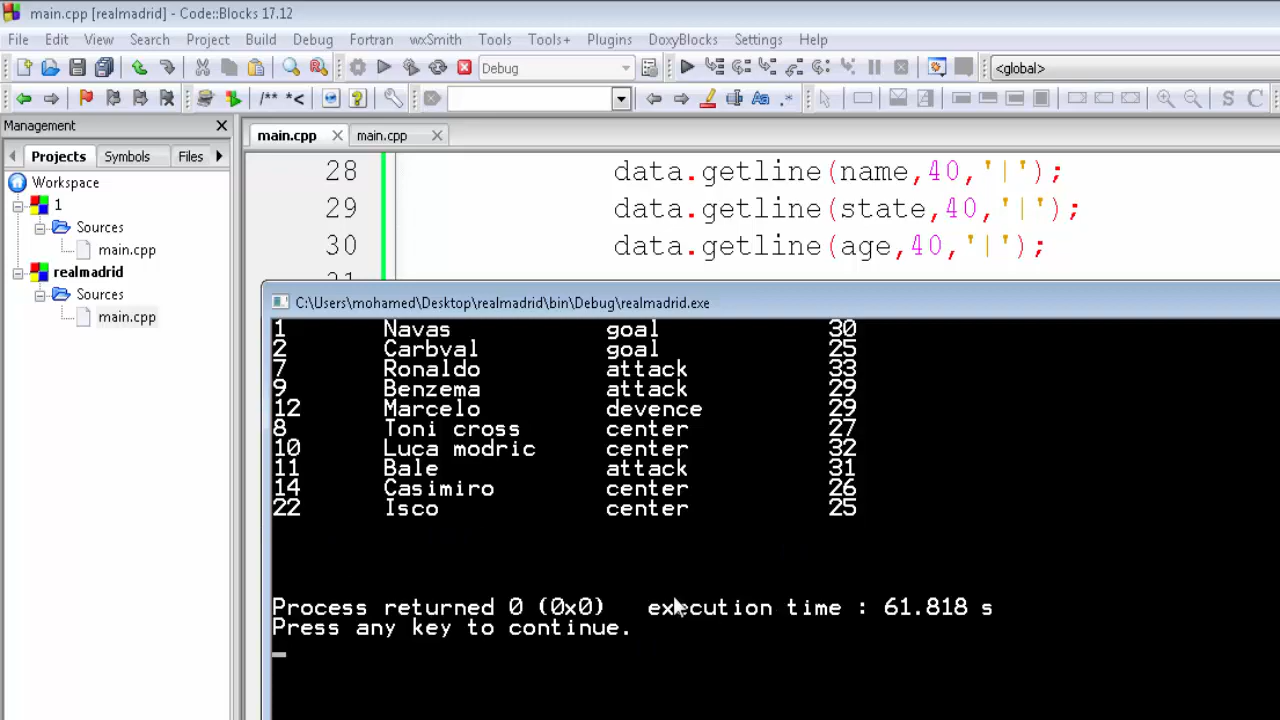 main.cpp [realmadrid] - Code::Blocks 17.12
File Edit View Search Project Build Debug Fortran wxSmith Tools Tools+ Plugins DoxyBlocks Settings Help
Debug
<global>
/** *<
Aa .*
S C
Management
main.cpp main.cpp
Projects Symbols Files
Workspace
1
Sources
main.cpp
realmadrid
Sources
main.cpp
28 data.getline(name,40,'|');
29 data.getline(state,40,'|');
30 data.getline(age,40,'|');
31
C:\Users\mohamed\Desktop\realmadrid\bin\Debug\realmadrid.exe
1 Navas goal 30
2 Carbval goal 25
7 Ronaldo attack 33
9 Benzema attack 29
12 Marcelo devence 29
8 Toni cross center 27
10 Luca modric center 32
11 Bale attack 31
14 Casimiro center 26
22 Isco center 25
Process returned 0 (0x0) execution time : 61.818 s
Press any key to continue.